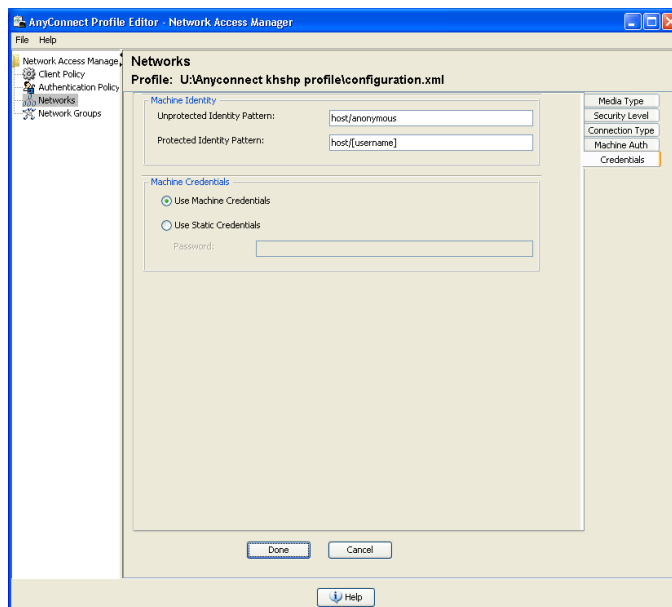 AnyConnect Profile Editor - Network Access Manager
File Help
Network Access Manage
Client Policy
Authentication Policy
Networks
Network Groups
Networks
Profile: U:\Anyconnect khshp profile\configuration.xml
Machine Identity
Unprotected Identity Pattern: host/anonymous
Protected Identity Pattern: host/[username]
Machine Credentials
Use Machine Credentials
Use Static Credentials
Password:
Media Type
Security Level
Connection Type
Machine Auth
Credentials
Done Cancel
Help